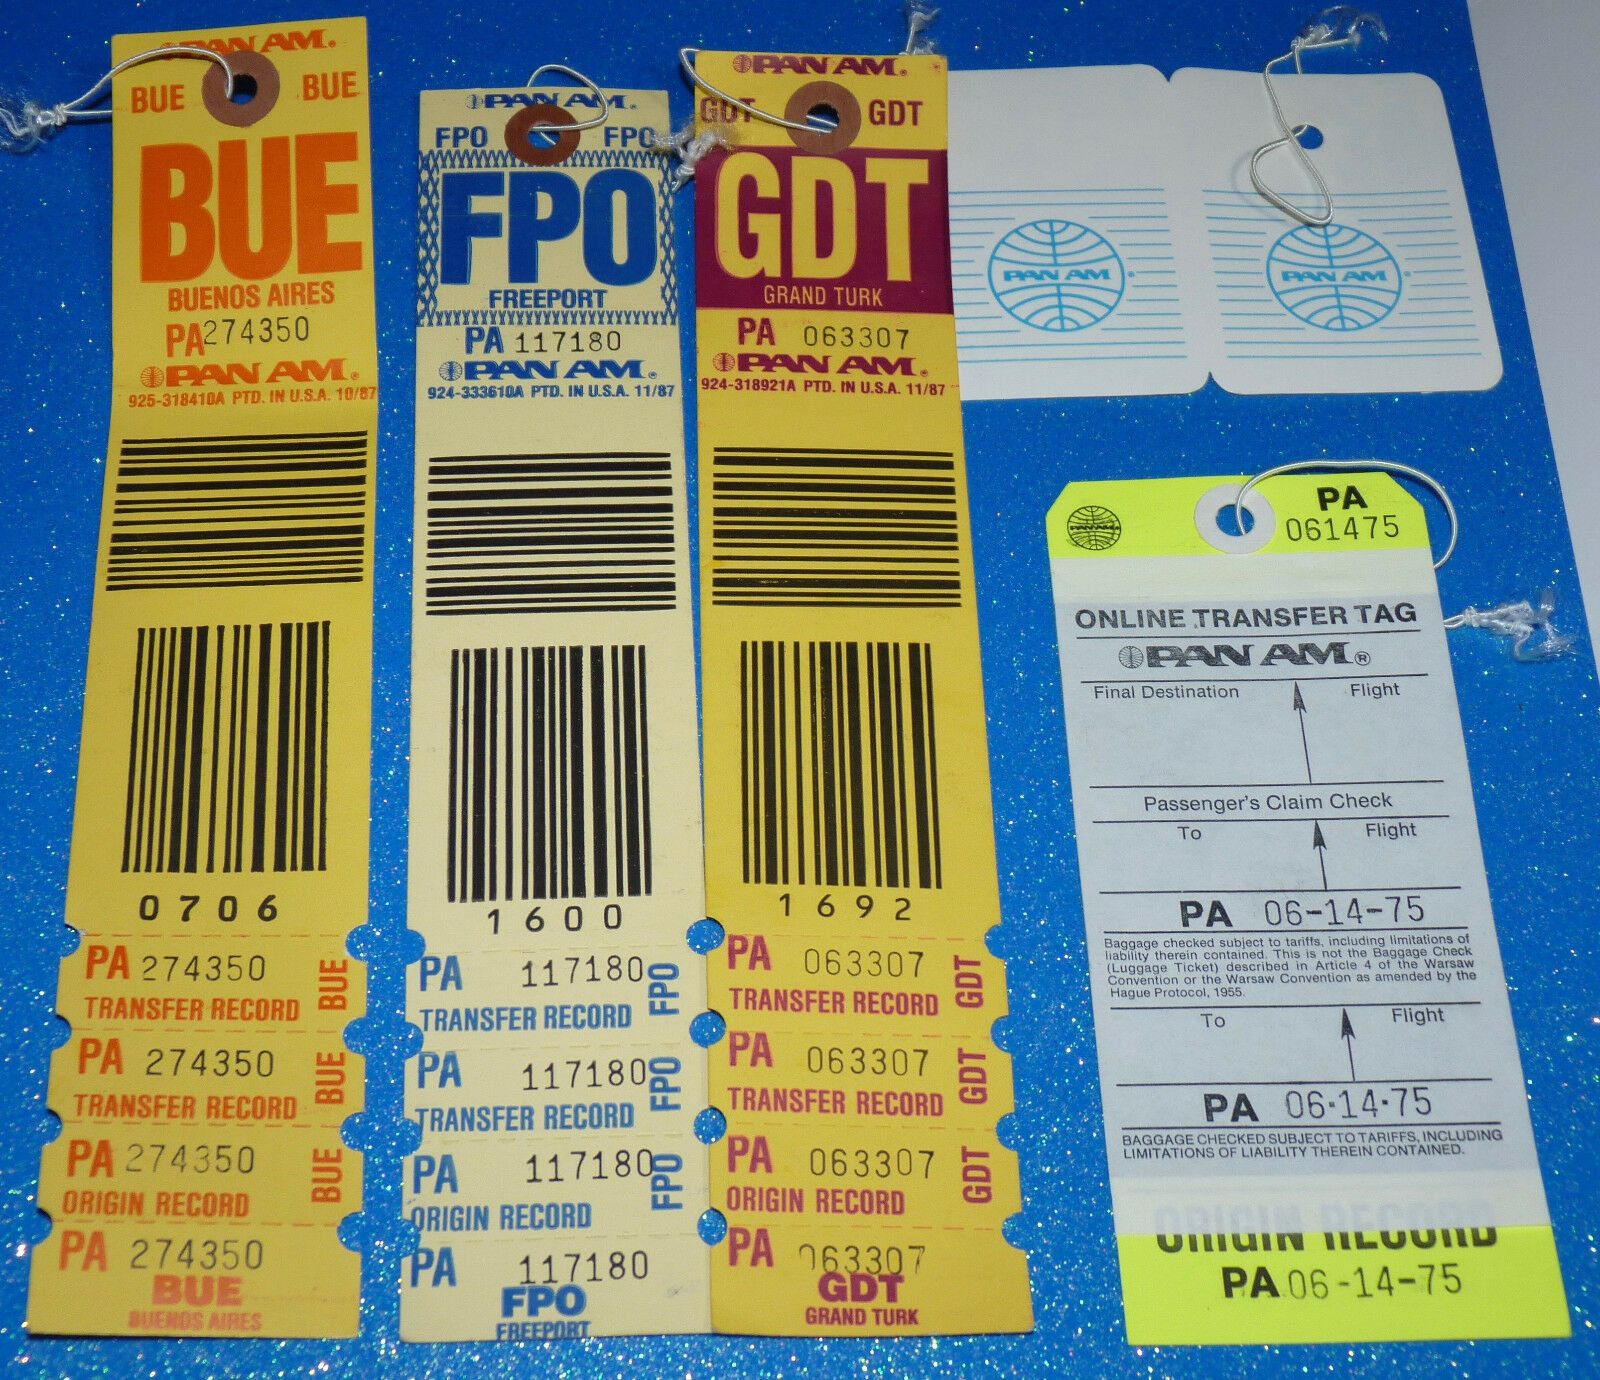 PAN AM®
BUE BUE
BUE
BUENOS AIRES
PA 274350
PAN AM®
925-318410A PTD. IN U.S.A. 10/87
0706
PA 274350
TRANSFER RECORD
BUE
PA 274350
TRANSFER RECORD
BUE
PA 274350
ORIGIN RECORD
BUE
PA 274350
BUE
BUENOS AIRES
PAN AM®
FPO FPO
FPO
FREEPORT
PA 117180
PAN AM®
924-333610A PTD. IN U.S.A. 11/87
1600
PA 117180
TRANSFER RECORD
FPO
PA 117180
TRANSFER RECORD
FPO
PA 117180
ORIGIN RECORD
FPO
PA 117180
FPO
FREEPORT
PAN AM®
GDT GDT
GDT
GRAND TURK
PA 063307
PAN AM®
924-318921A PTD. IN U.S.A. 11/87
1692
PA 063307
TRANSFER RECORD
GDT
PA 063307
TRANSFER RECORD
GDT
PA 063307
ORIGIN RECORD
GDT
PA 063307
GDT
GRAND TURK
PAN AM®
PAN AM®
PAN AM
PA
061475
ONLINE TRANSFER TAG
PAN AM®
Final Destination Flight
Passenger's Claim Check
To Flight
PA 06-14-75
Baggage checked subject to tariffs, including limitations of
liability therein contained. This is not the Baggage Check
(Luggage Ticket) described in Article 4 of the Warsaw
Convention or the Warsaw Convention as amended by the
Hague Protocol, 1955.
To Flight
PA 06-14-75
BAGGAGE CHECKED SUBJECT TO TARIFFS, INCLUDING
LIMITATIONS OF LIABILITY THEREIN CONTAINED.
ORIGIN RECORD
PA 06-14-75